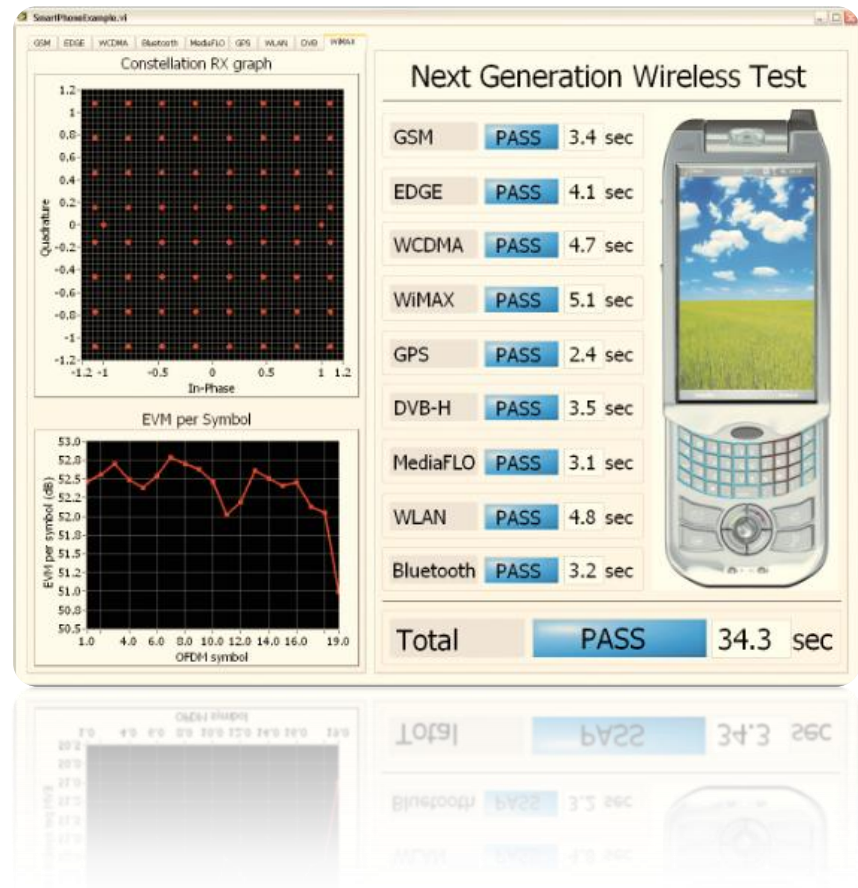 SmartPhoneExample.vi
GSM EDGE WCDMA Bluetooth MediaFLO GPS WLAN DVB WiMAX
Constellation RX graph
1.2
1
0.8
0.6
0.4
0.2
0
-0.2
-0.4
-0.6
-0.8
-1
-1.2
Quadrature
-1.2 -1 -0.5 0 0.5 1 1.2
In-Phase
EVM per Symbol
53.0
52.8
52.5
52.2
52.0
51.8
51.5
51.2
51.0
50.8
50.5
EVM per symbol (dB)
1.0 4.0 6.0 8.0 10.0 12.0 14.0 16.0 19.0
OFDM symbol
Next Generation Wireless Test
GSM PASS 3.4 sec
EDGE PASS 4.1 sec
WCDMA PASS 4.7 sec
WiMAX PASS 5.1 sec
GPS PASS 2.4 sec
DVB-H PASS 3.5 sec
MediaFLO PASS 3.1 sec
WLAN PASS 4.8 sec
Bluetooth PASS 3.2 sec
Total PASS 34.3 sec